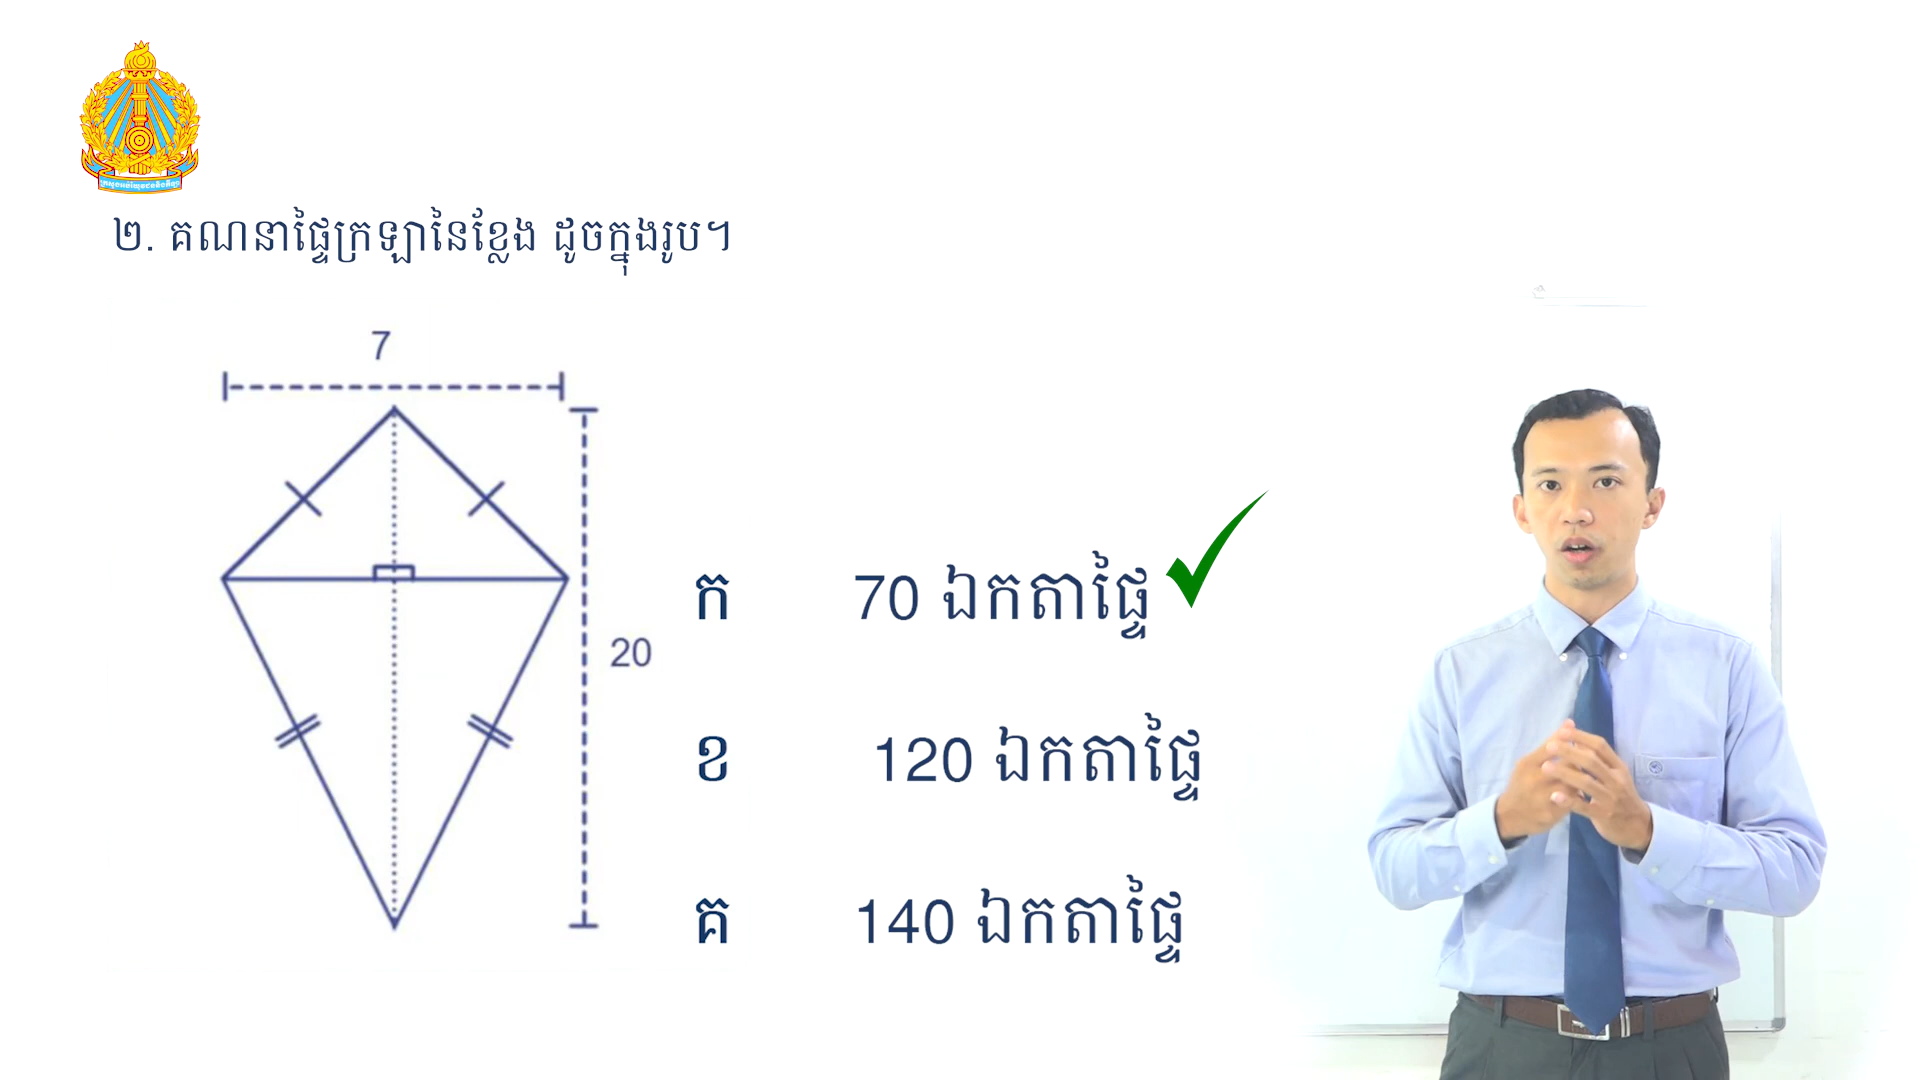 ២. គណនាផ្ទៃក្រឡានៃខ្លែង ដូចក្នុងរូប។
7
20
ក 70 ឯកតាផ្ទៃ
ខ 120 ឯកតាផ្ទៃ
គ 140 ឯកតាផ្ទៃ